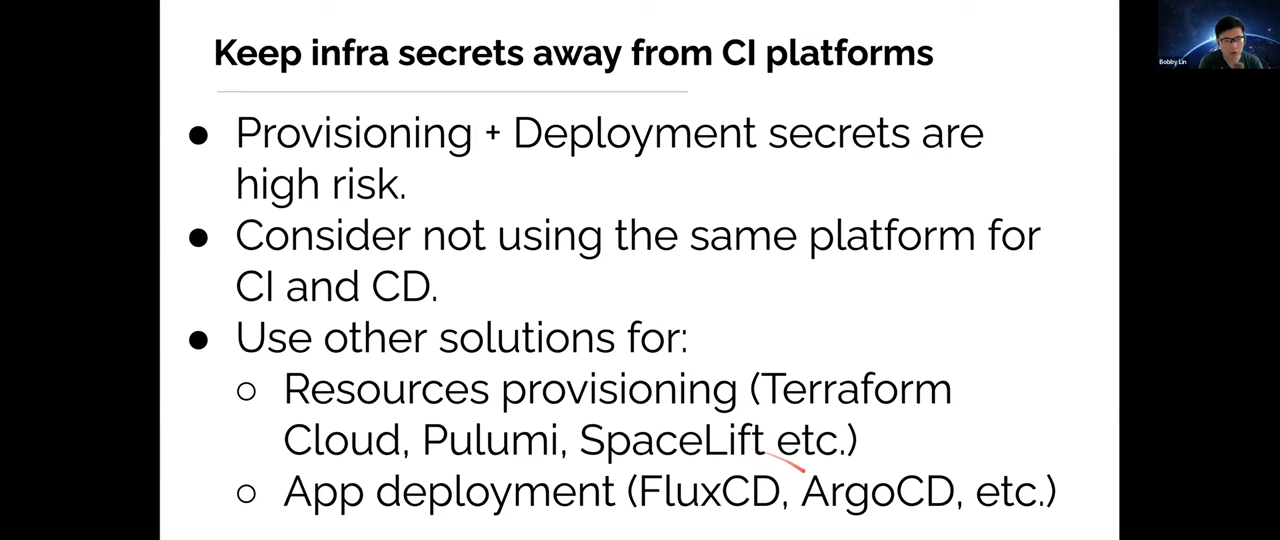 Keep infra secrets away from CI platforms
Bobby Lin
● Provisioning + Deployment secrets are
high risk.
● Consider not using the same platform for
CI and CD.
● Use other solutions for:
○ Resources provisioning (Terraform
Cloud, Pulumi, SpaceLift etc.)
○ App deployment (FluxCD, ArgoCD, etc.)